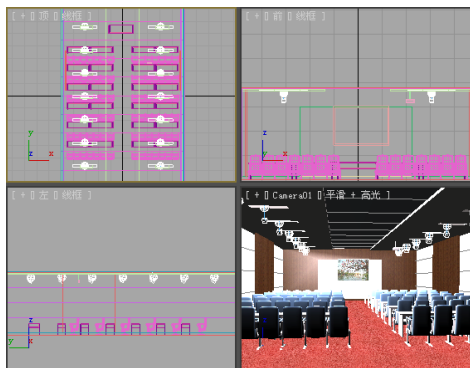 [ + [] 顶 [] 线框 ]
[ + [] 前 [] 线框 ]
y
z x
z
x
[ + [] 左 [] 线框 ]
[ + [] Camera01 [] 平滑 + 高光 ]
z
y x